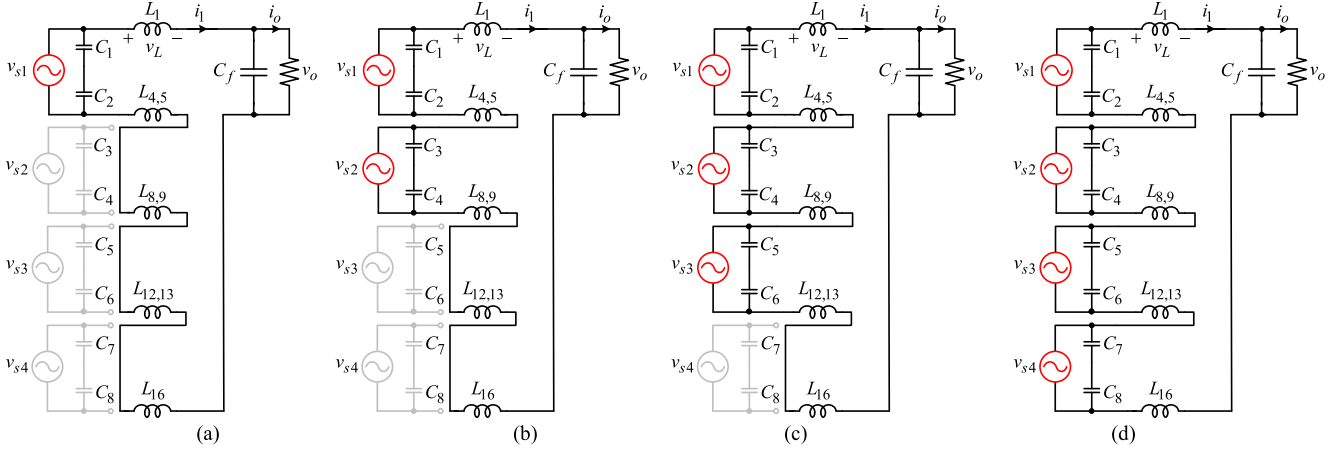 L1 i1 io
+ vL −
vs1 C1 C2 Cf vo
L4,5
vs2 C3 C4
L8,9
vs3 C5 C6
L12,13
vs4 C7 C8
L16
(a)
L1 i1 io
+ vL −
vs1 C1 C2 Cf vo
L4,5
vs2 C3 C4
L8,9
vs3 C5 C6
L12,13
vs4 C7 C8
L16
(b)
L1 i1 io
+ vL −
vs1 C1 C2 Cf vo
L4,5
vs2 C3 C4
L8,9
vs3 C5 C6
L12,13
vs4 C7 C8
L16
(c)
L1 i1 io
+ vL −
vs1 C1 C2 Cf vo
L4,5
vs2 C3 C4
L8,9
vs3 C5 C6
L12,13
vs4 C7 C8
L16
(d)